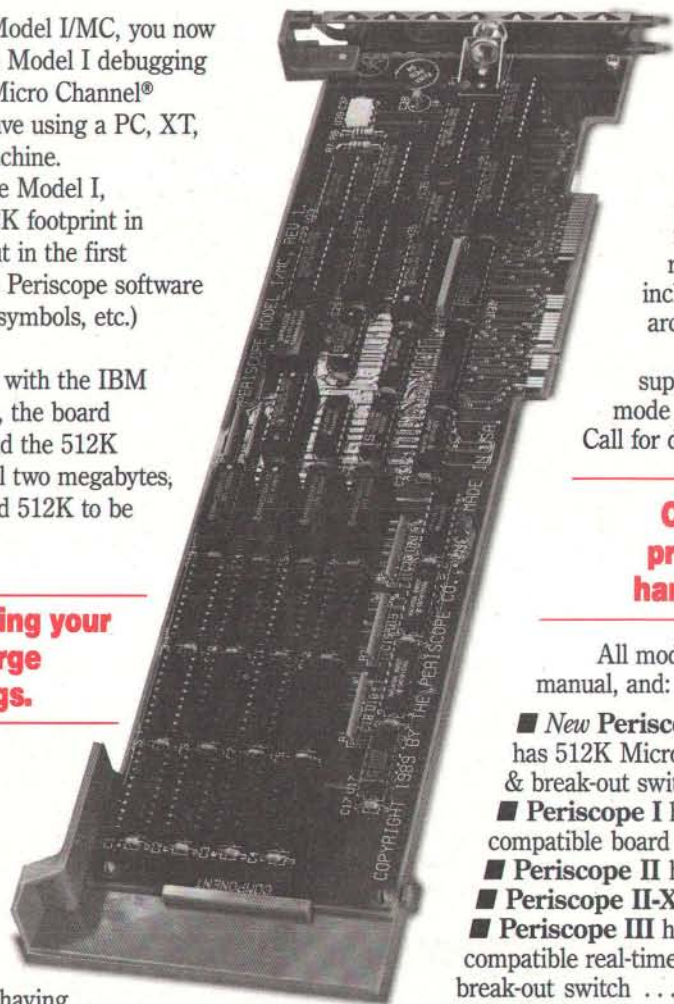 Model I/MC, you now
Model I debugging
Micro Channel®
ve using a PC, XT,
chine.
e Model I,
K footprint in
t in the first
Periscope software
symbols, etc.)
with the IBM
, the board
d the 512K
l two megabytes,
d 512K to be
ing your
rge
gs.
having
PERISCOPE MODEL I/MC REV 1
COPYRIGHT 1989 BY THE PERISCOPE CO., INC. MADE IN USA
COMPONENT
incl
arc
sup
mode
Call for d
C
pr
har
All mod
manual, and:
■ New Perisc
has 512K Micro
& break-out swit
■ Periscope I h
compatible board
■ Periscope II h
■ Periscope II-X
■ Periscope III h
compatible real-time
break-out switch . . .